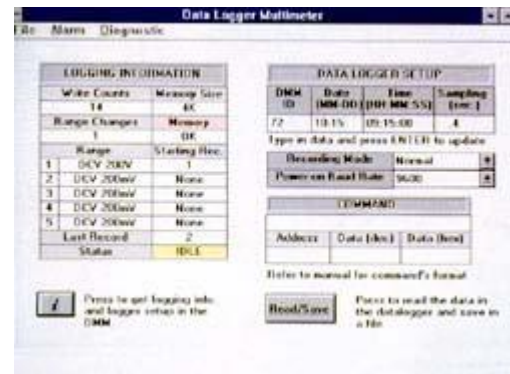 Data Logger Multimeter
File Alarm Diagnostic
LOGGING INFORMATION
Wake Counts Memory Size
14 4K
Range Changes Memory
1 OK
Range Starting Rec.
1 DCV 200V 1
2 DCV 200mV None
3 DCV 200mV None
4 DCV 200mV None
5 DCV 200mV None
Last Record 2
Status IDLE
i
Press to get logging info
and logger setup in the
DMM
DATA LOGGER SETUP
DMM Date Time Sampling
ID (MM-DD) (HH:MM:SS) (sec.)
72 10-15 09:15:00 .4
Type in data and press ENTER to update
Recording Mode Normal
Power-on Baud Rate 9600
COMMAND
Address Data (dec) Data (hex)
Refer to manual for command's format
Read/Save
Press to read the data in
the datalogger and save in
a file